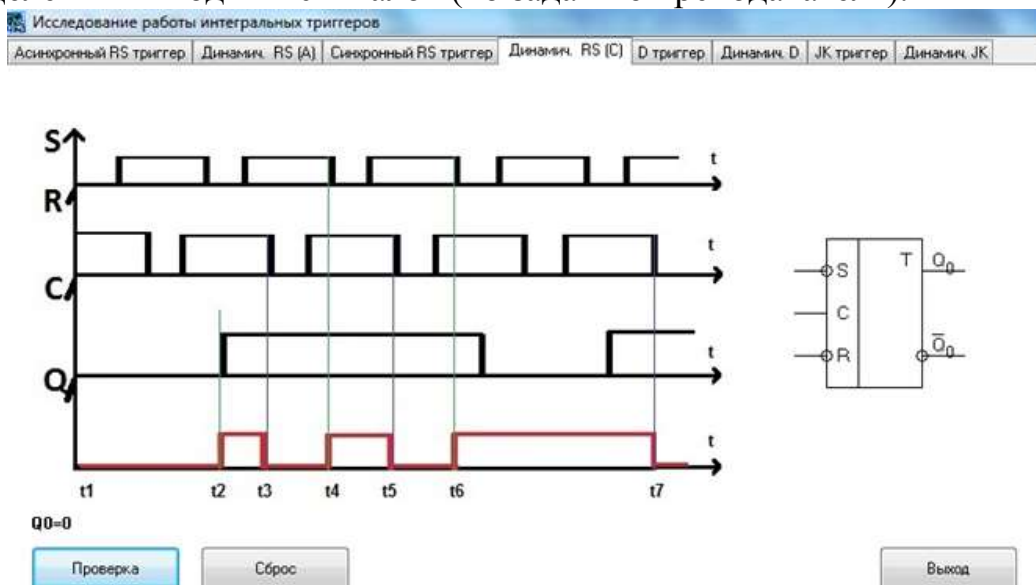 Исследование работы интегральных триггеров
Асинхронный RS триггер Динамич. RS (A) Синхронный RS триггер Динамич. RS (C) D триггер Динамич. D JK триггер Динамич. JK
S
t
R
t
C
t
Q
t
t1 t2 t3 t4 t5 t6 t7
S T Q0
C
R Q0
Q0=0
Проверка Сброс Выход